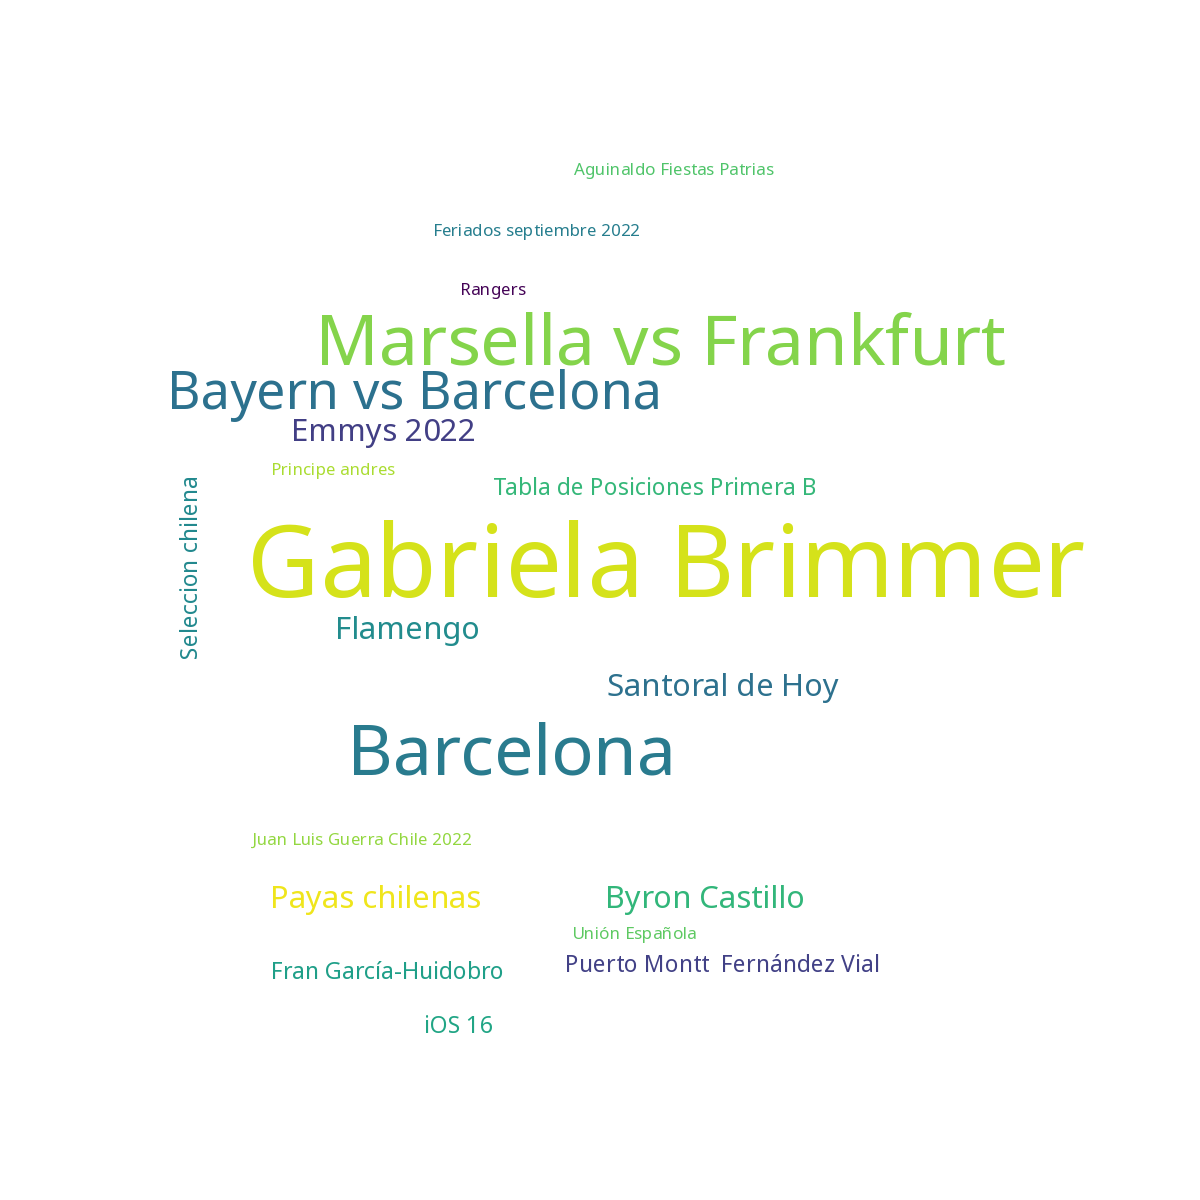 Aguinaldo Fiestas Patrias
Feriados septiembre 2022
Rangers
Marsella vs Frankfurt
Bayern vs Barcelona
Emmys 2022
Principe andres
Tabla de Posiciones Primera B
Seleccion chilena
Gabriela Brimmer
Flamengo
Santoral de Hoy
Barcelona
Juan Luis Guerra Chile 2022
Payas chilenas
Byron Castillo
Unión Española
Puerto Montt
Fernández Vial
Fran García-Huidobro
iOS 16